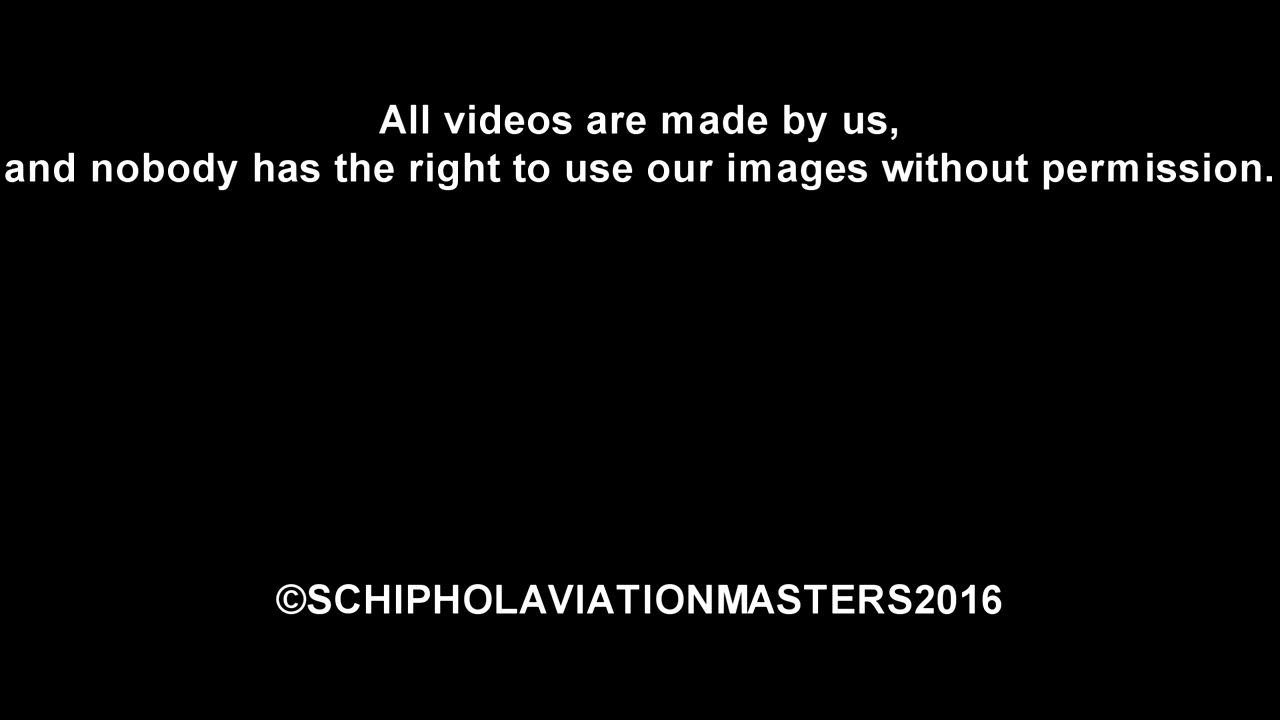 All videos are made by us,
and nobody has the right to use our images without permission.
©SCHIPHOLAVIATIONMASTERS2016